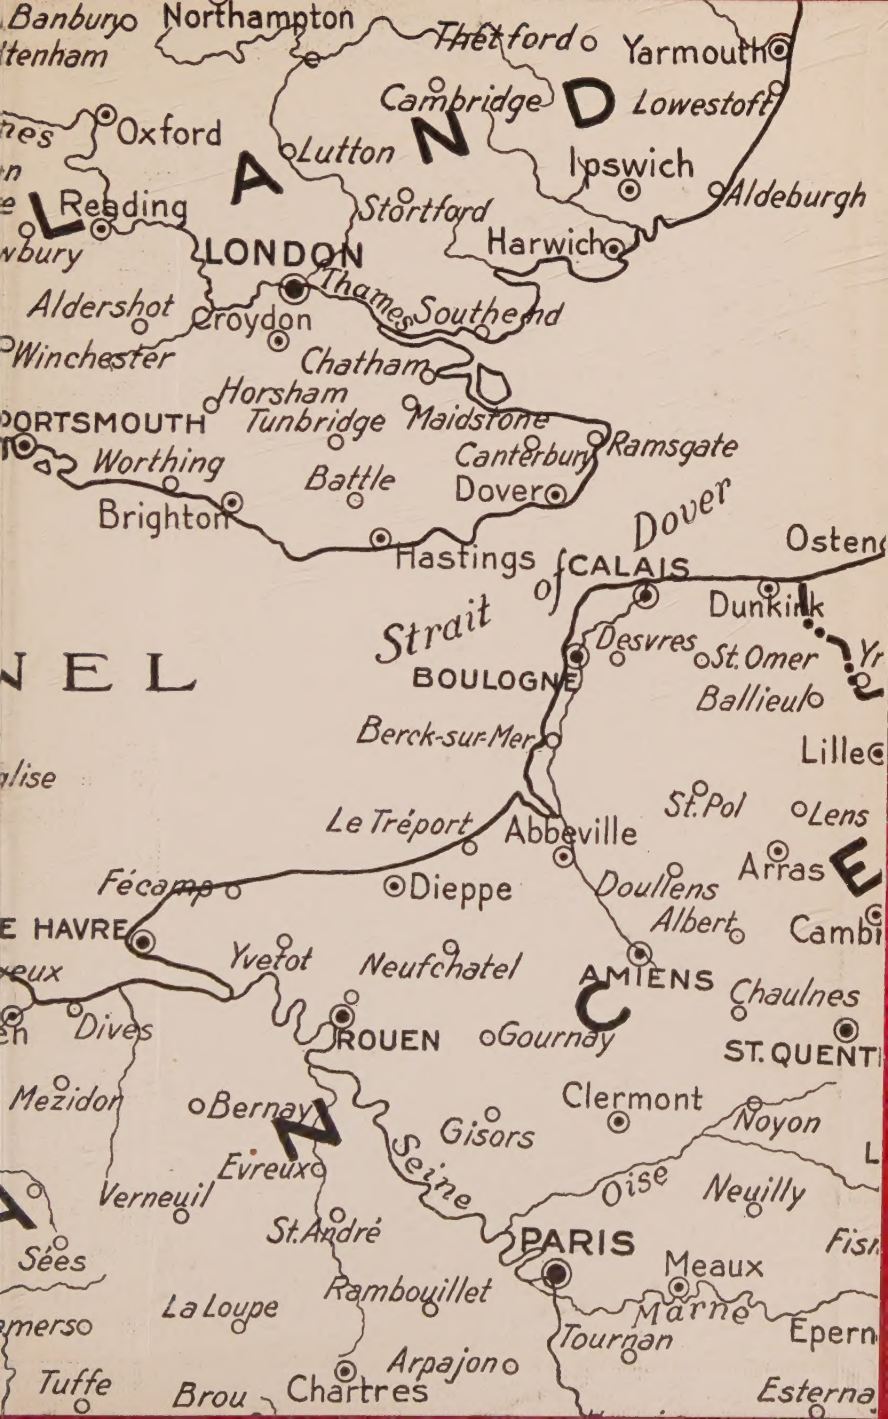 Banbury
Northampton
Thetford
Yarmouth
Cambridge
D
Lowestoft
Oxford
N
Lutton
A
Ipswich
L
Reading
Stortford
Aldeburgh
LONDON
Harwich
Thames
Aldershot
Croydon
Southend
Winchester
Chatham
Horsham
PORTSMOUTH
Tunbridge
Maidstone
Canterbury
Ramsgate
Worthing
Battle
Dover
Brighton
Hastings
Strait of Dover
CALAIS
Dunkirk
Desvres
St. Omer
BOULOGNE
NEL
Ballieul
Berck-sur-Mer
Lille
St. Pol
Lens
Le Tréport
Abbeville
Arras
E
Fécamp
Dieppe
Doullens
Albert
E HAVRE
Cambi
Yvetot
Neufchatel
AMIENS
C
Chaulnes
Dives
ROUEN
Gournay
ST. QUENTI
Mezidon
Bernay
N
Clermont
Noyon
Gisors
Evreux
Seine
Oise
Neuilly
Verneuil
A
St. André
PARIS
Sées
Meaux
Rambouillet
Marne
La Loupe
Tournan
Epern
Arpajon
Tuffe
Brou
Chartres
Esterna